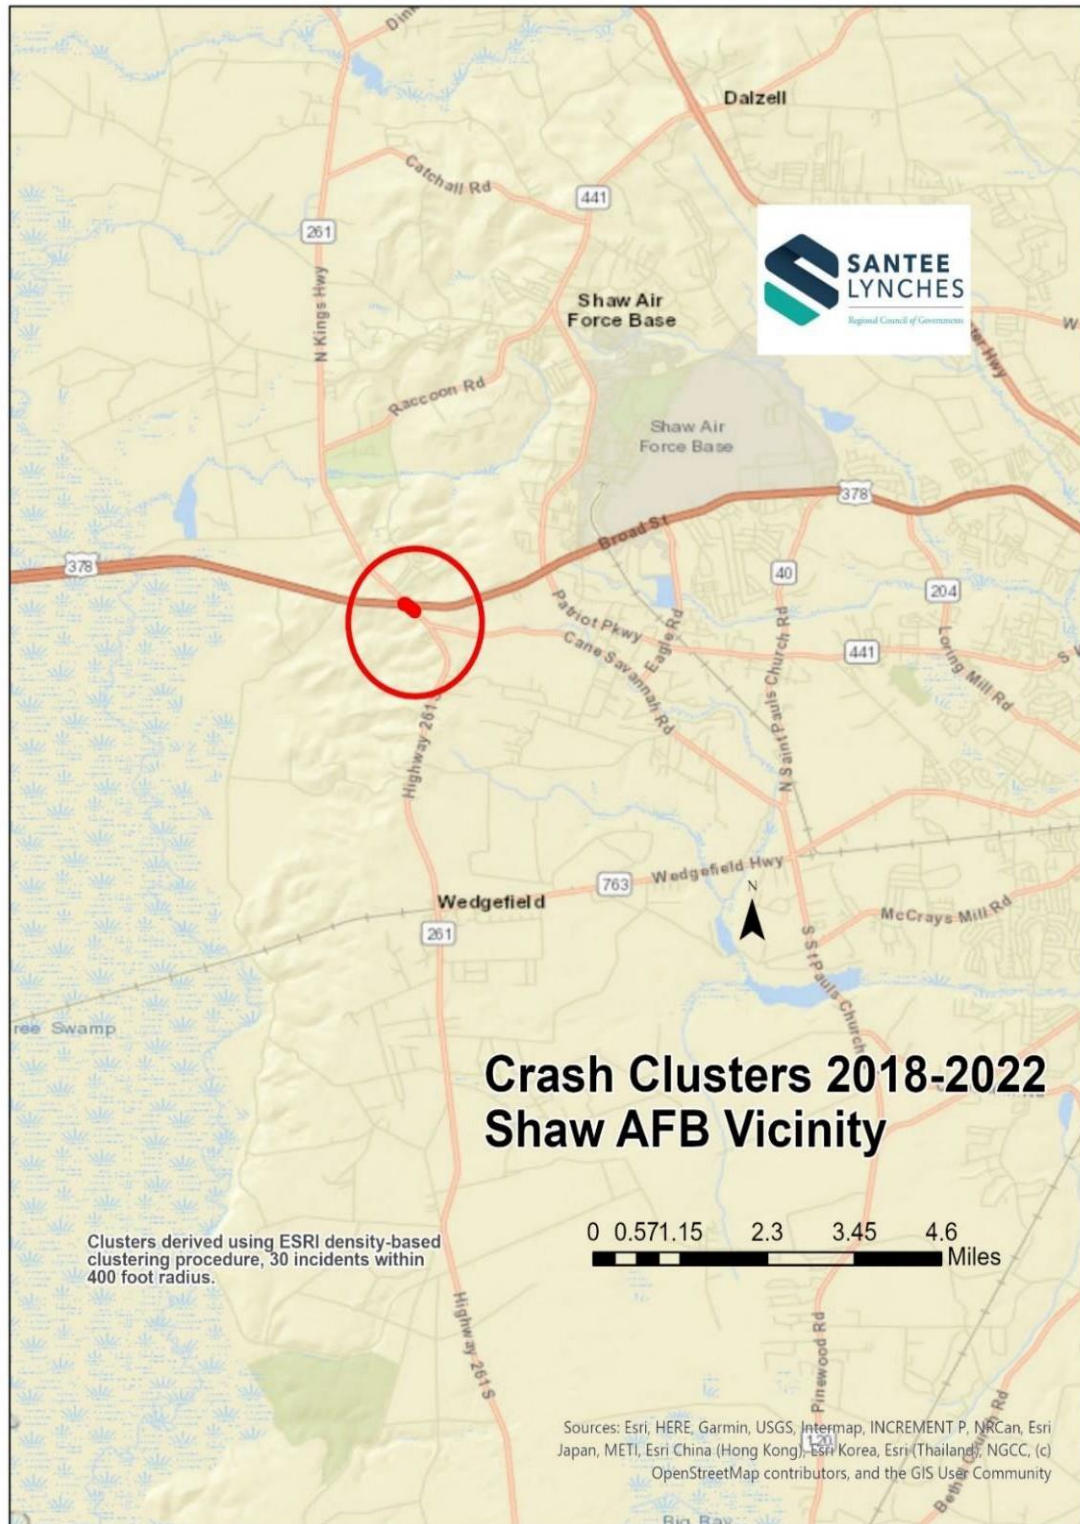 Dalzell
Catchall Rd
441
261
SANTEE
LYNCHES
Regional Council of Governments
N Kings Hwy
Shaw Air
Force Base
Raccoon Rd
Shaw Air
Force Base
378
Broad St
378
40
204
Patriot Pkwy
Cane Savannah Rd
Eagle Rd
N Saint Pauls Church Rd
441
Loring Mill Rd
Highway 261 S
763
Wedgefield Hwy
Wedgefield
N
261
McCrays Mill Rd
S St Pauls Church
ree Swamp
Crash Clusters 2018-2022
Shaw AFB Vicinity
0 0.571.15 2.3 3.45 4.6
Miles
Clusters derived using ESRI density-based
clustering procedure, 30 incidents within
400 foot radius.
Highway 261 S
Pinewood Rd
120
Sources: Esri, HERE, Garmin, USGS, Intermap, INCREMENT P, NRCan, Esri
Japan, METI, Esri China (Hong Kong), Esri Korea, Esri (Thailand), NGCC, (c)
OpenStreetMap contributors, and the GIS User Community
Big Bay